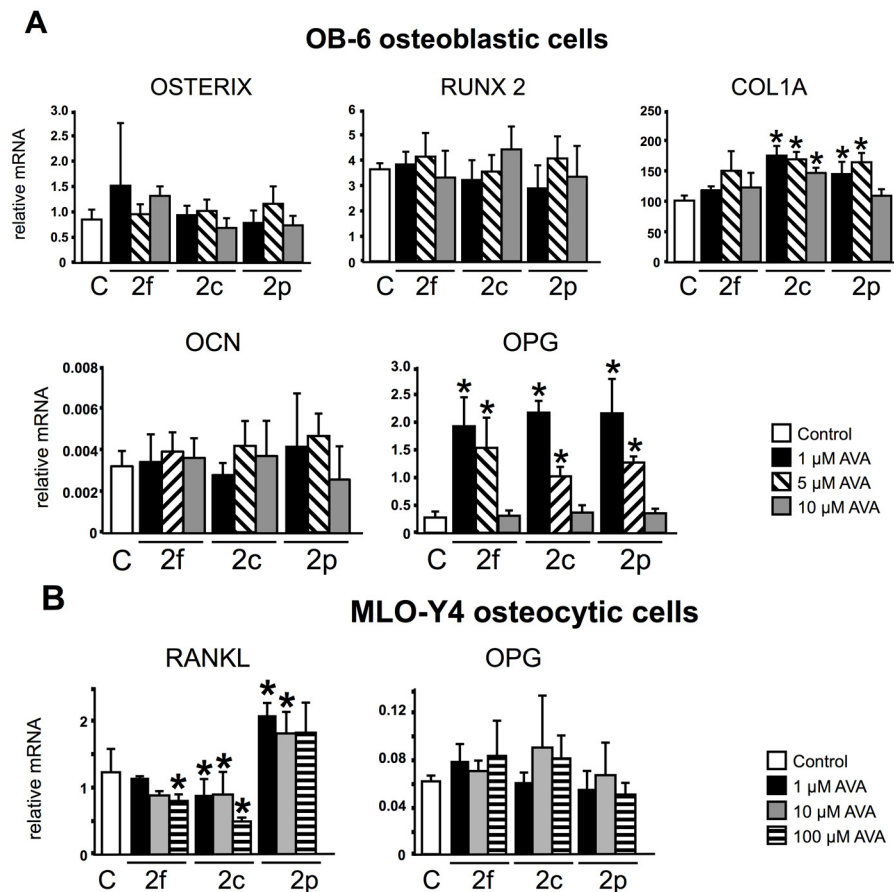 A
OB-6 osteoblastic cells
OSTERIX
relative mRNA
3.0
2.5
2.0
1.5
1.0
0.5
0
C 2f 2c 2p
RUNX 2
6
5
4
3
2
1
0
C 2f 2c 2p
COL1A
250
200
150
100
50
0
* * * * *
C 2f 2c 2p
OCN
relative mRNA
0.008
0.006
0.004
0.002
0
C 2f 2c 2p
OPG
3.0
2.5
2.0
1.5
1.0
0.5
0
* * * * * *
C 2f 2c 2p
Control
1 µM AVA
5 µM AVA
10 µM AVA
B
MLO-Y4 osteocytic cells
RANKL
relative mRNA
2
1
0
* * * * * *
C 2f 2c 2p
OPG
0.12
0.08
0.04
0
C 2f 2c 2p
Control
1 µM AVA
10 µM AVA
100 µM AVA